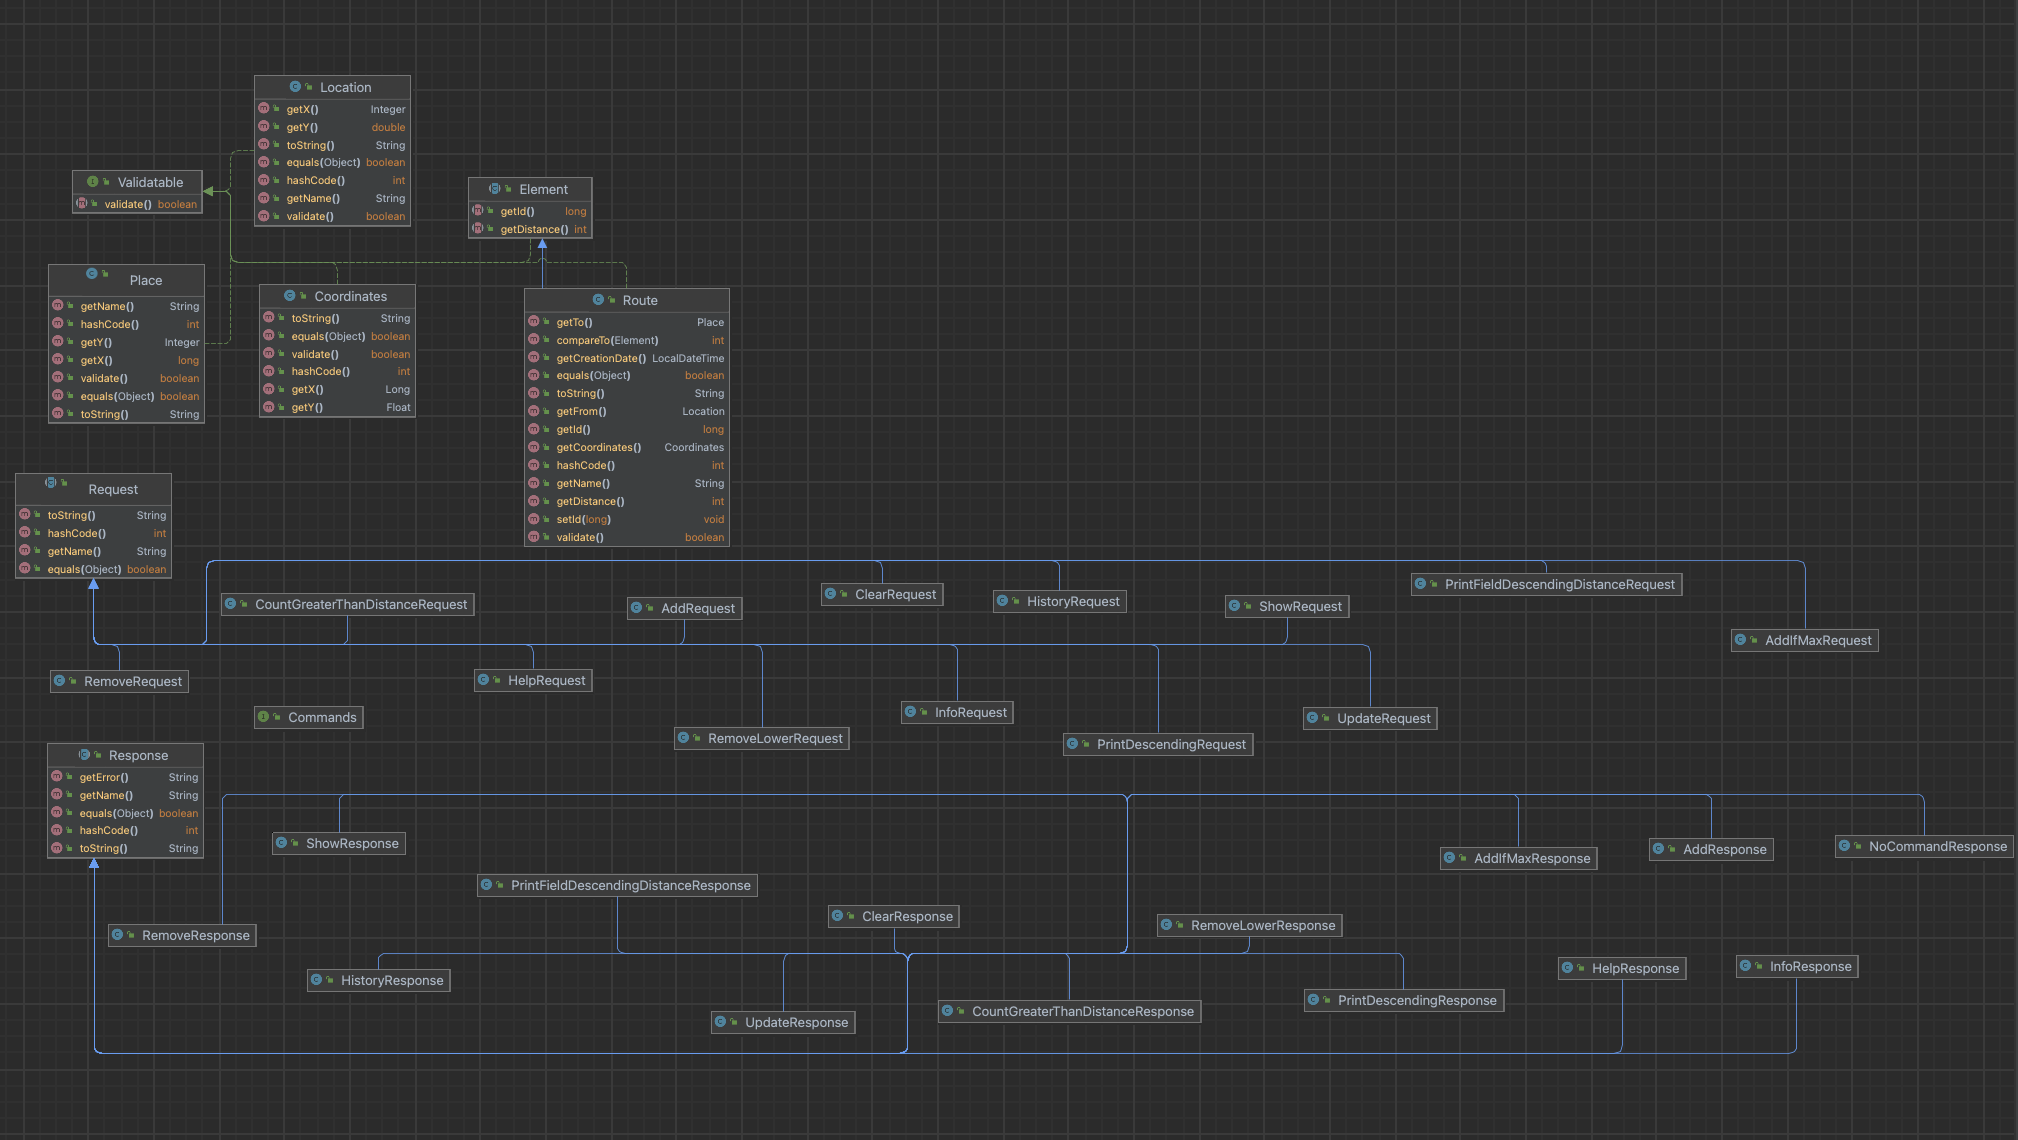 Location
getX() Integer
getY() double
toString() String
equals(Object) boolean
hashCode() int
getName() String
validate() boolean
Validatable
validate() boolean
Element
getId() long
getDistance() int
Place
getName() String
hashCode() int
getY() Integer
getX() long
validate() boolean
equals(Object) boolean
toString() String
Coordinates
toString() String
equals(Object) boolean
validate() boolean
hashCode() int
getX() Long
getY() Float
Route
getTo() Place
compareTo(Element) int
getCreationDate() LocalDateTime
equals(Object) boolean
toString() String
getFrom() Location
getId() long
getCoordinates() Coordinates
hashCode() int
getName() String
getDistance() int
setId(long) void
validate() boolean
Request
toString() String
hashCode() int
getName() String
equals(Object) boolean
CountGreaterThanDistanceRequest
AddRequest
ClearRequest
HistoryRequest
ShowRequest
PrintFieldDescendingDistanceRequest
AddIfMaxRequest
RemoveRequest
HelpRequest
InfoRequest
UpdateRequest
Commands
RemoveLowerRequest
PrintDescendingRequest
Response
getError() String
getName() String
equals(Object) boolean
hashCode() int
toString() String
ShowResponse
AddIfMaxResponse
AddResponse
NoCommandResponse
PrintFieldDescendingDistanceResponse
ClearResponse
RemoveLowerResponse
RemoveResponse
HistoryResponse
HelpResponse
InfoResponse
UpdateResponse
CountGreaterThanDistanceResponse
PrintDescendingResponse